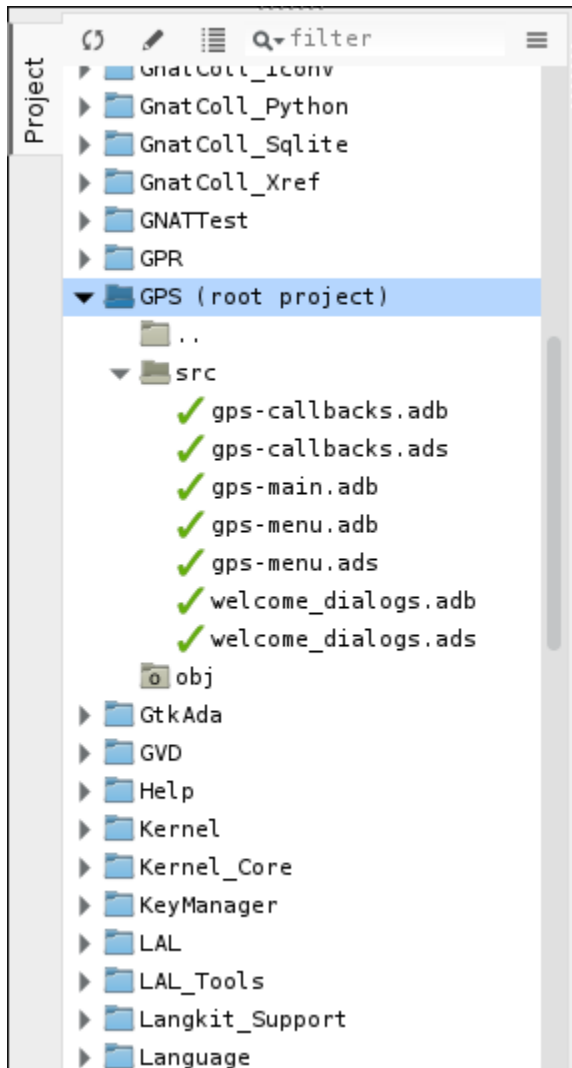 Project
filter
GnatColl_Iconv
GnatColl_Python
GnatColl_Sqlite
GnatColl_Xref
GNATTest
GPR
GPS (root project)
..
src
gps-callbacks.adb
gps-callbacks.ads
gps-main.adb
gps-menu.adb
gps-menu.ads
welcome_dialogs.adb
welcome_dialogs.ads
o obj
GtkAda
GVD
Help
Kernel
Kernel_Core
KeyManager
LAL
LAL_Tools
Langkit_Support
Language